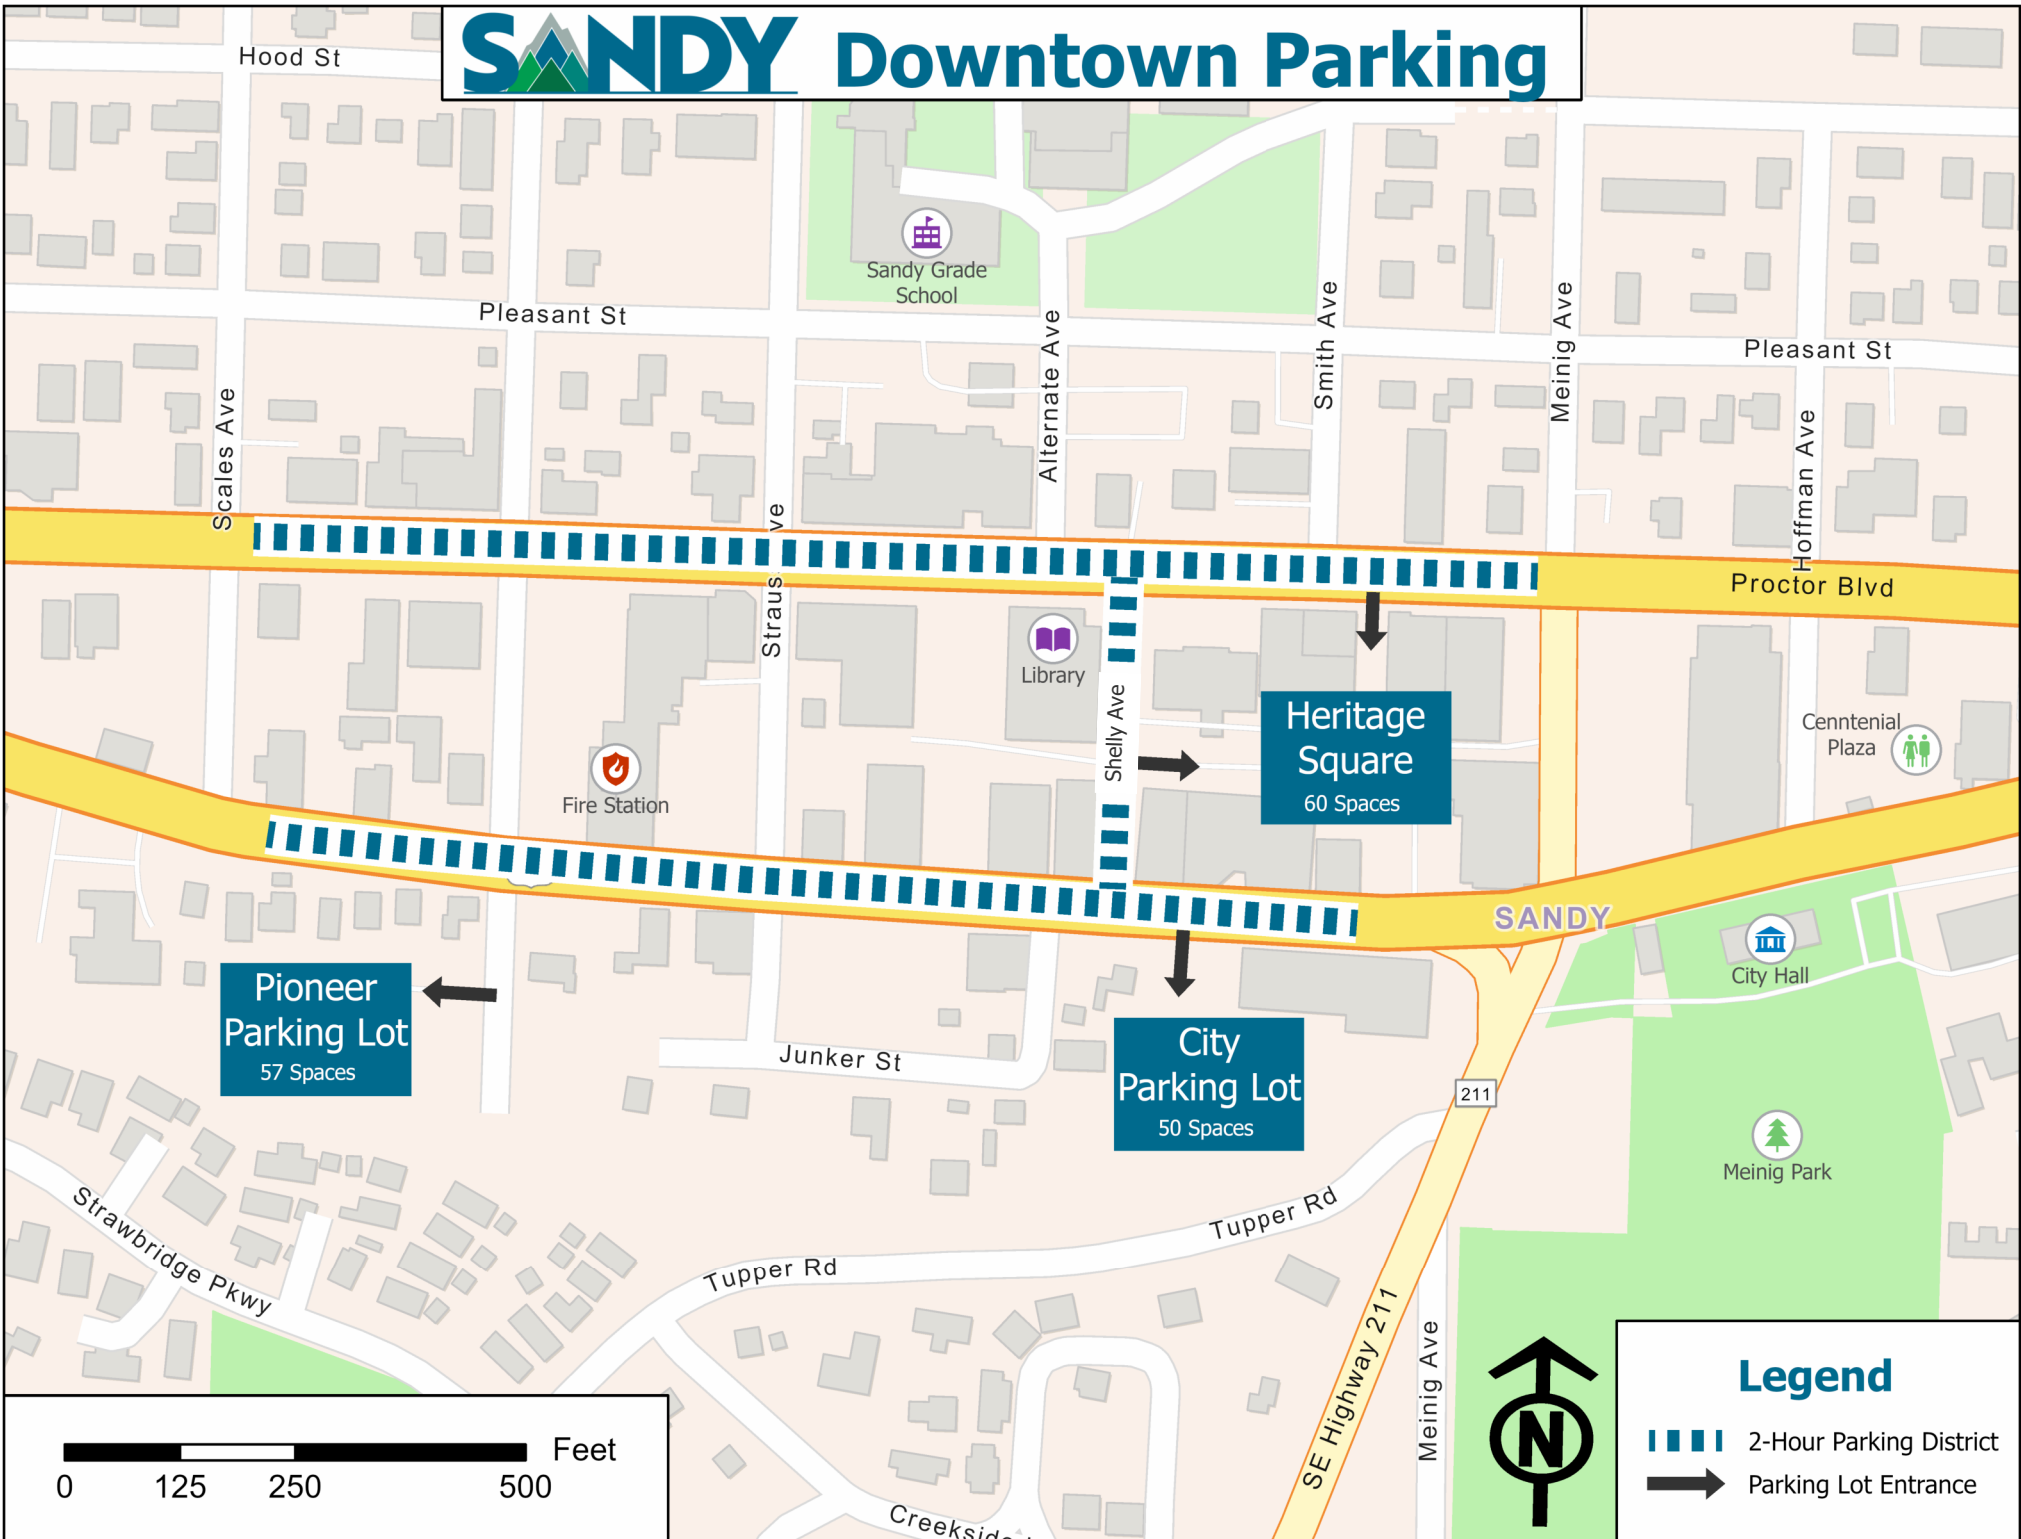 SANDY Downtown Parking
Hood St
Sandy Grade
School
Pleasant St
Pleasant St
Scales Ave
Alternate Ave
Smith Ave
Meinig Ave
Hoffman Ave
Straus
ve
Proctor Blvd
Library
Shelly Ave
Heritage
Square
60 Spaces
Cenntenial
Plaza
Fire Station
SANDY
City Hall
Pioneer
Parking Lot
57 Spaces
City
Parking Lot
50 Spaces
Junker St
211
Meinig Park
Strawbridge Pkwy
Tupper Rd
Tupper Rd
SE Highway 211
Meinig Ave
Creekside
N
Legend
2-Hour Parking District
Parking Lot Entrance
Feet
0 125 250 500